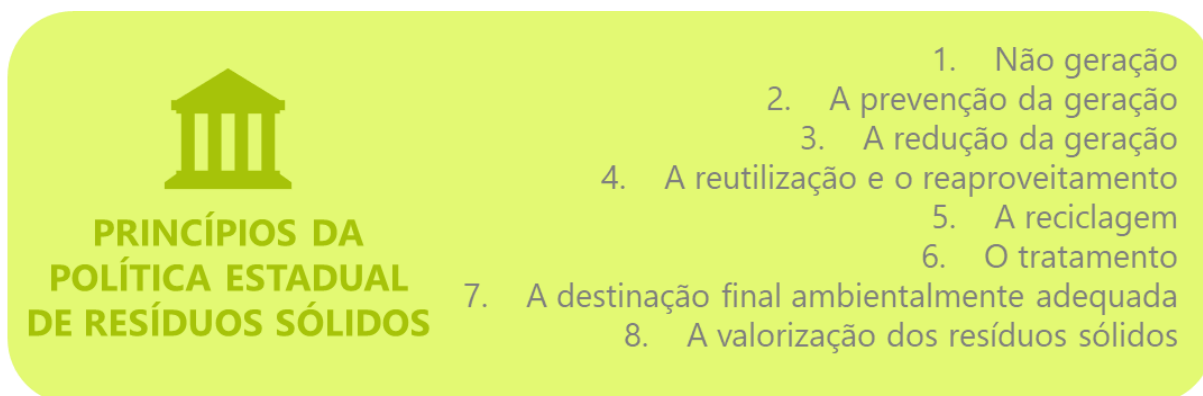 PRINCÍPIOS DA
POLÍTICA ESTADUAL
DE RESÍDUOS SÓLIDOS
1. Não geração
2. A prevenção da geração
3. A redução da geração
4. A reutilização e o reaproveitamento
5. A reciclagem
6. O tratamento
7. A destinação final ambientalmente adequada
8. A valorização dos resíduos sólidos